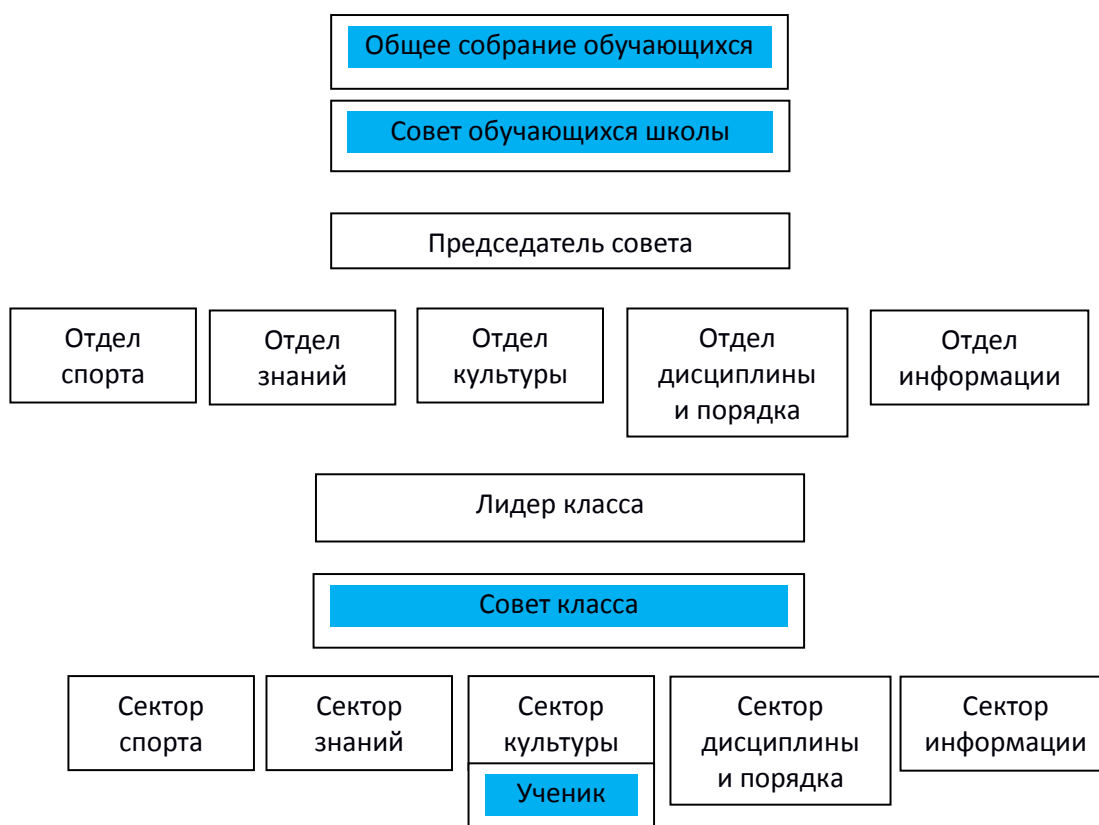 Общее собрание обучающихся
Совет обучающихся школы
Председатель совета
Отдел
спорта
Отдел
знаний
Отдел
культуры
Отдел
дисциплины
и порядка
Отдел
информации
Лидер класса
Совет класса
Сектор
спорта
Сектор
знаний
Сектор
культуры
Сектор
дисциплины
и порядка
Сектор
информации
Ученик